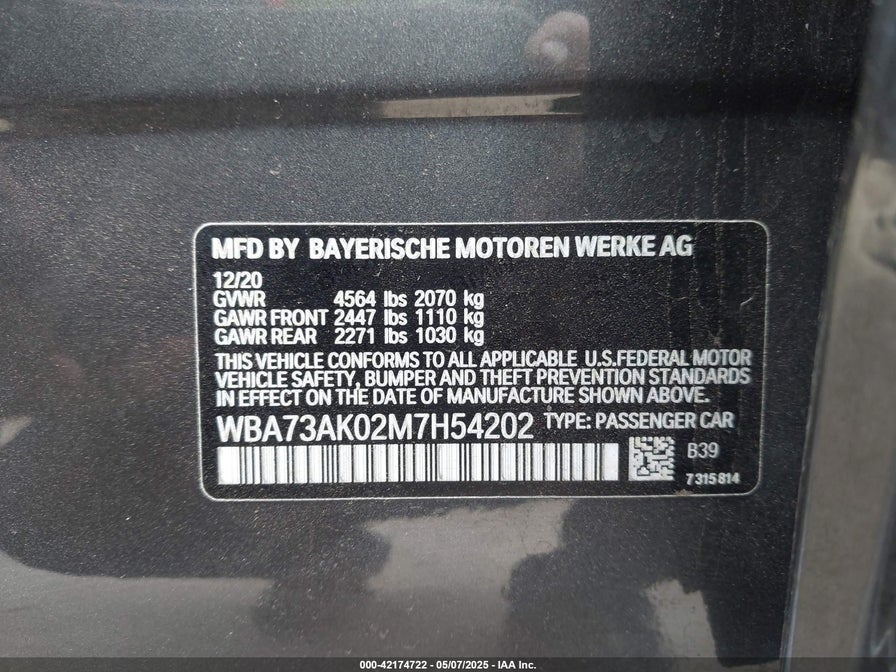 MFD BY BAYERISCHE MOTOREN WERKE AG
12/20
GVWR 4564 lbs 2070 kg
GAWR FRONT 2447 lbs 1110 kg
GAWR REAR 2271 lbs 1030 kg
THIS VEHICLE CONFORMS TO ALL APPLICABLE U.S.FEDERAL MOTOR
VEHICLE SAFETY, BUMPER AND THEFT PREVENTION STANDARDS
IN EFFECT ON THE DATE OF MANUFACTURE SHOWN ABOVE.
WBA73AK02M7H54202 TYPE: PASSENGER CAR
B39
7315814
000-42174722 - 05/07/2025 - IAA Inc.